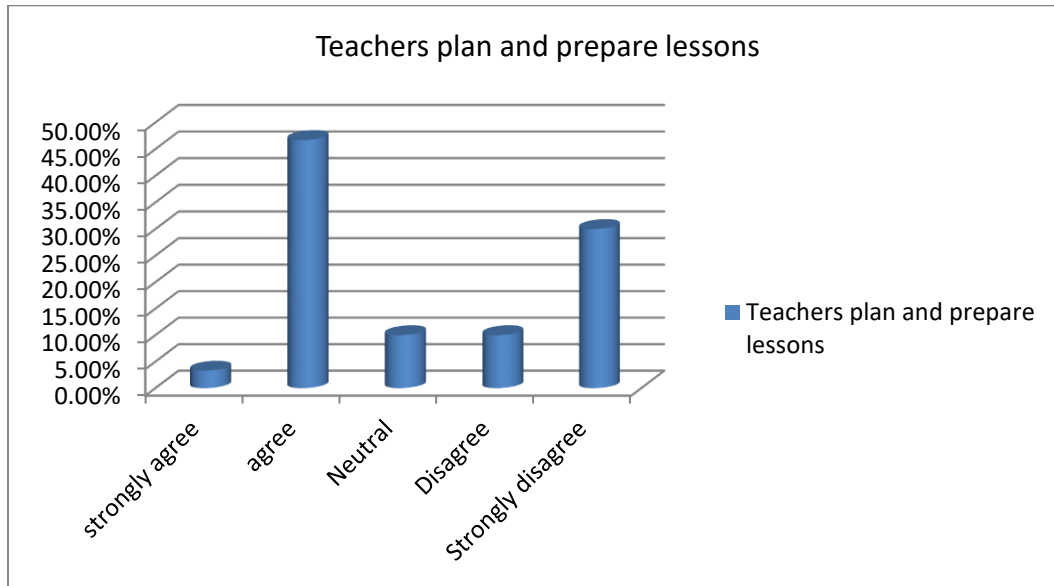 Teachers plan and prepare lessons
50.00%
45.00%
40.00%
35.00%
30.00%
25.00%
20.00%
15.00%
10.00%
5.00%
0.00%
strongly agree
agree
Neutral
Disagree
Strongly disagree
Teachers plan and prepare
lessons